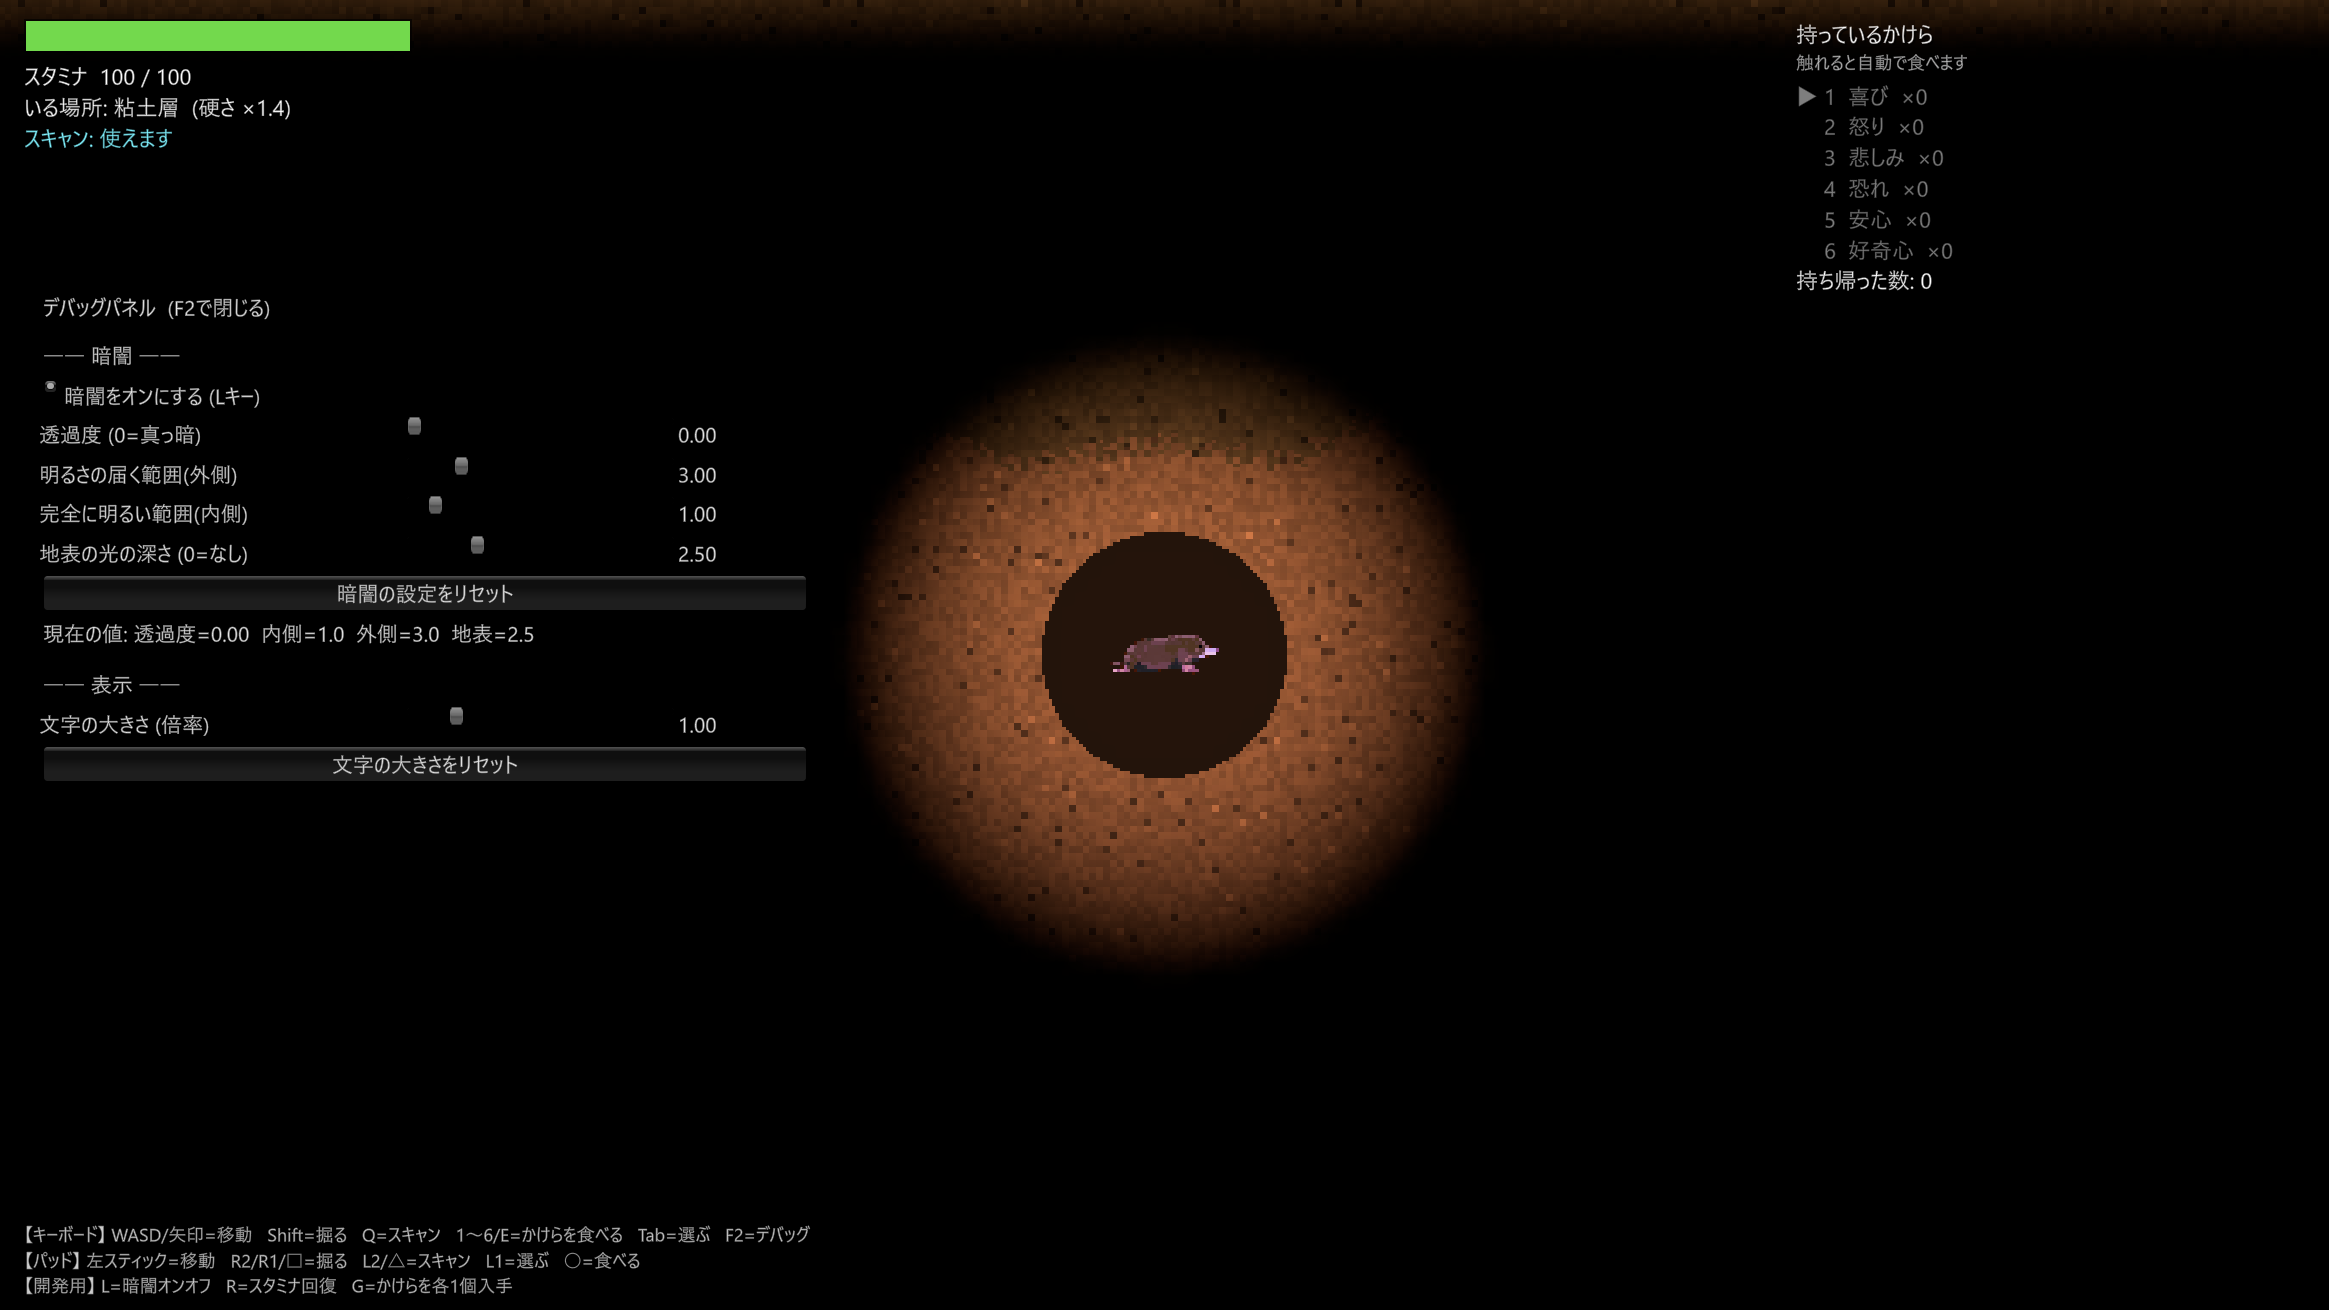 スタミナ 100 / 100
いる場所: 粘土層 (硬さ ×1.4)
スキャン: 使えます
持っているかけら
触れると自動で食べます
▶ 1 喜び ×0
2 怒り ×0
3 悲しみ ×0
4 恐れ ×0
5 安心 ×0
6 好奇心 ×0
持ち帰った数: 0
デバッグパネル (F2で閉じる)
—— 暗闇 ——
暗闇をオンにする (Lキー)
透過度 (0=真っ暗) 0.00
明るさの届く範囲(外側) 3.00
完全に明るい範囲(内側) 1.00
地表の光の深さ (0=なし) 2.50
暗闇の設定をリセット
現在の値: 透過度=0.00 内側=1.0 外側=3.0 地表=2.5
—— 表示 ——
文字の大きさ (倍率) 1.00
文字の大きさをリセット
【キーボード】 WASD/矢印=移動 Shift=掘る Q=スキャン 1～6/E=かけらを食べる Tab=選ぶ F2=デバッグ
【パッド】 左スティック=移動 R2/R1/□=掘る L2/△=スキャン L1=選ぶ ○=食べる
【開発用】 L=暗闇オンオフ R=スタミナ回復 G=かけらを各1個入手